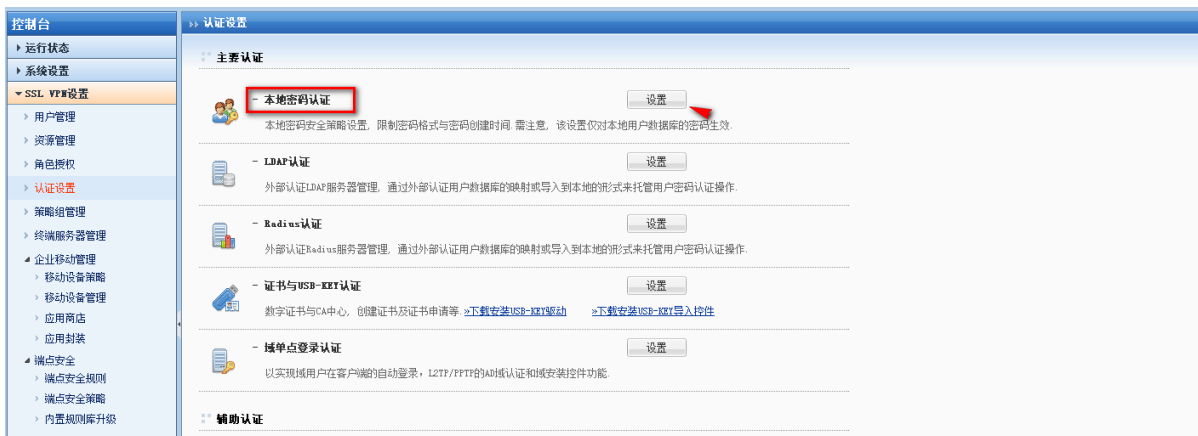 控制台
运行状态
系统设置
SSL VPN设置
用户管理
资源管理
角色授权
认证设置
策略组管理
终端服务器管理
企业移动管理
移动设备策略
移动设备管理
应用商店
应用封装
端点安全
端点安全规则
端点安全策略
内置规则库升级
›› 认证设置
主要认证
- 本地密码认证 设置
本地密码安全策略设置, 限制密码格式与密码创建时间.需注意, 该设置仅对本地用户数据库的密码生效.
- LDAP认证 设置
外部认证LDAP服务器管理, 通过外部认证用户数据库的映射或导入到本地的形式来托管用户密码认证操作.
- Radius认证 设置
外部认证Radius服务器管理, 通过外部认证用户数据库的映射或导入到本地的形式来托管用户密码认证操作.
- 证书与USB-KEY认证 设置
数字证书与CA中心, 创建证书及证书申请等.»下载安装USB-KEY驱动 »下载安装USB-KEY导入控件
- 域单点登录认证 设置
以实现域用户在客户端的自动登录，L2TP/PPTP的AD域认证和域安装控件功能.
辅助认证